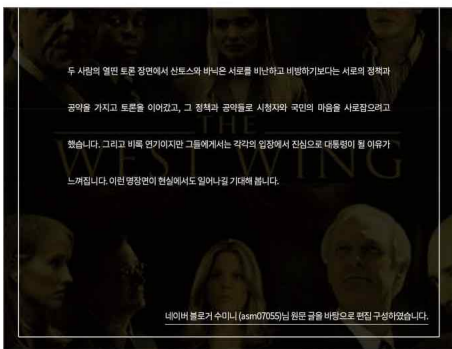 두 사람의 열띤 토론 장면에서 산토스와 바닉은 서로를 비난하고 비방하기보다는 서로의 정책과
공약을 가지고 토론을 이어갔고, 그 정책과 공약들로 시청자와 국민의 마음을 사로잡으려고
THE
했습니다. 그리고 비록 연기이지만 그들에게서는 각각의 입장에서 진심으로 대통령이 될 이유가
WEST WING
느껴집니다. 이런 명장면이 현실에서도 일어나길 기대해 봅니다.
네이버 블로거 수미니 (asm07055)님 원문 글을 바탕으로 편집 구성하였습니다.